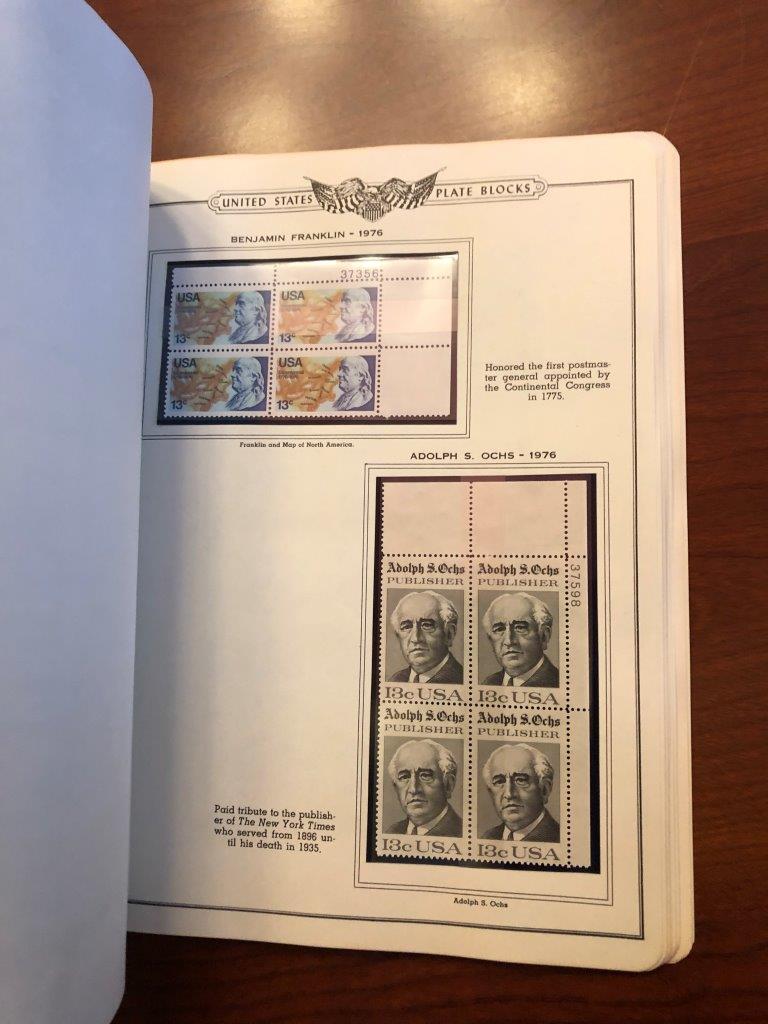 UNITED STATES PLATE BLOCKS
BENJAMIN FRANKLIN - 1976
37356
USA
13c
USA
13c
USA
13c
USA
13c
Honored the first postmas-
ter general appointed by
the Continental Congress
in 1775.
Franklin and Map of North America.
ADOLPH S. OCHS - 1976
37598
Adolph S. Ochs
PUBLISHER
13c USA
Adolph S. Ochs
PUBLISHER
13c USA
Adolph S. Ochs
PUBLISHER
13c USA
Adolph S. Ochs
PUBLISHER
13c USA
Paid tribute to the publish-
er of The New York Times
who served from 1896 un-
til his death in 1935.
Adolph S. Ochs